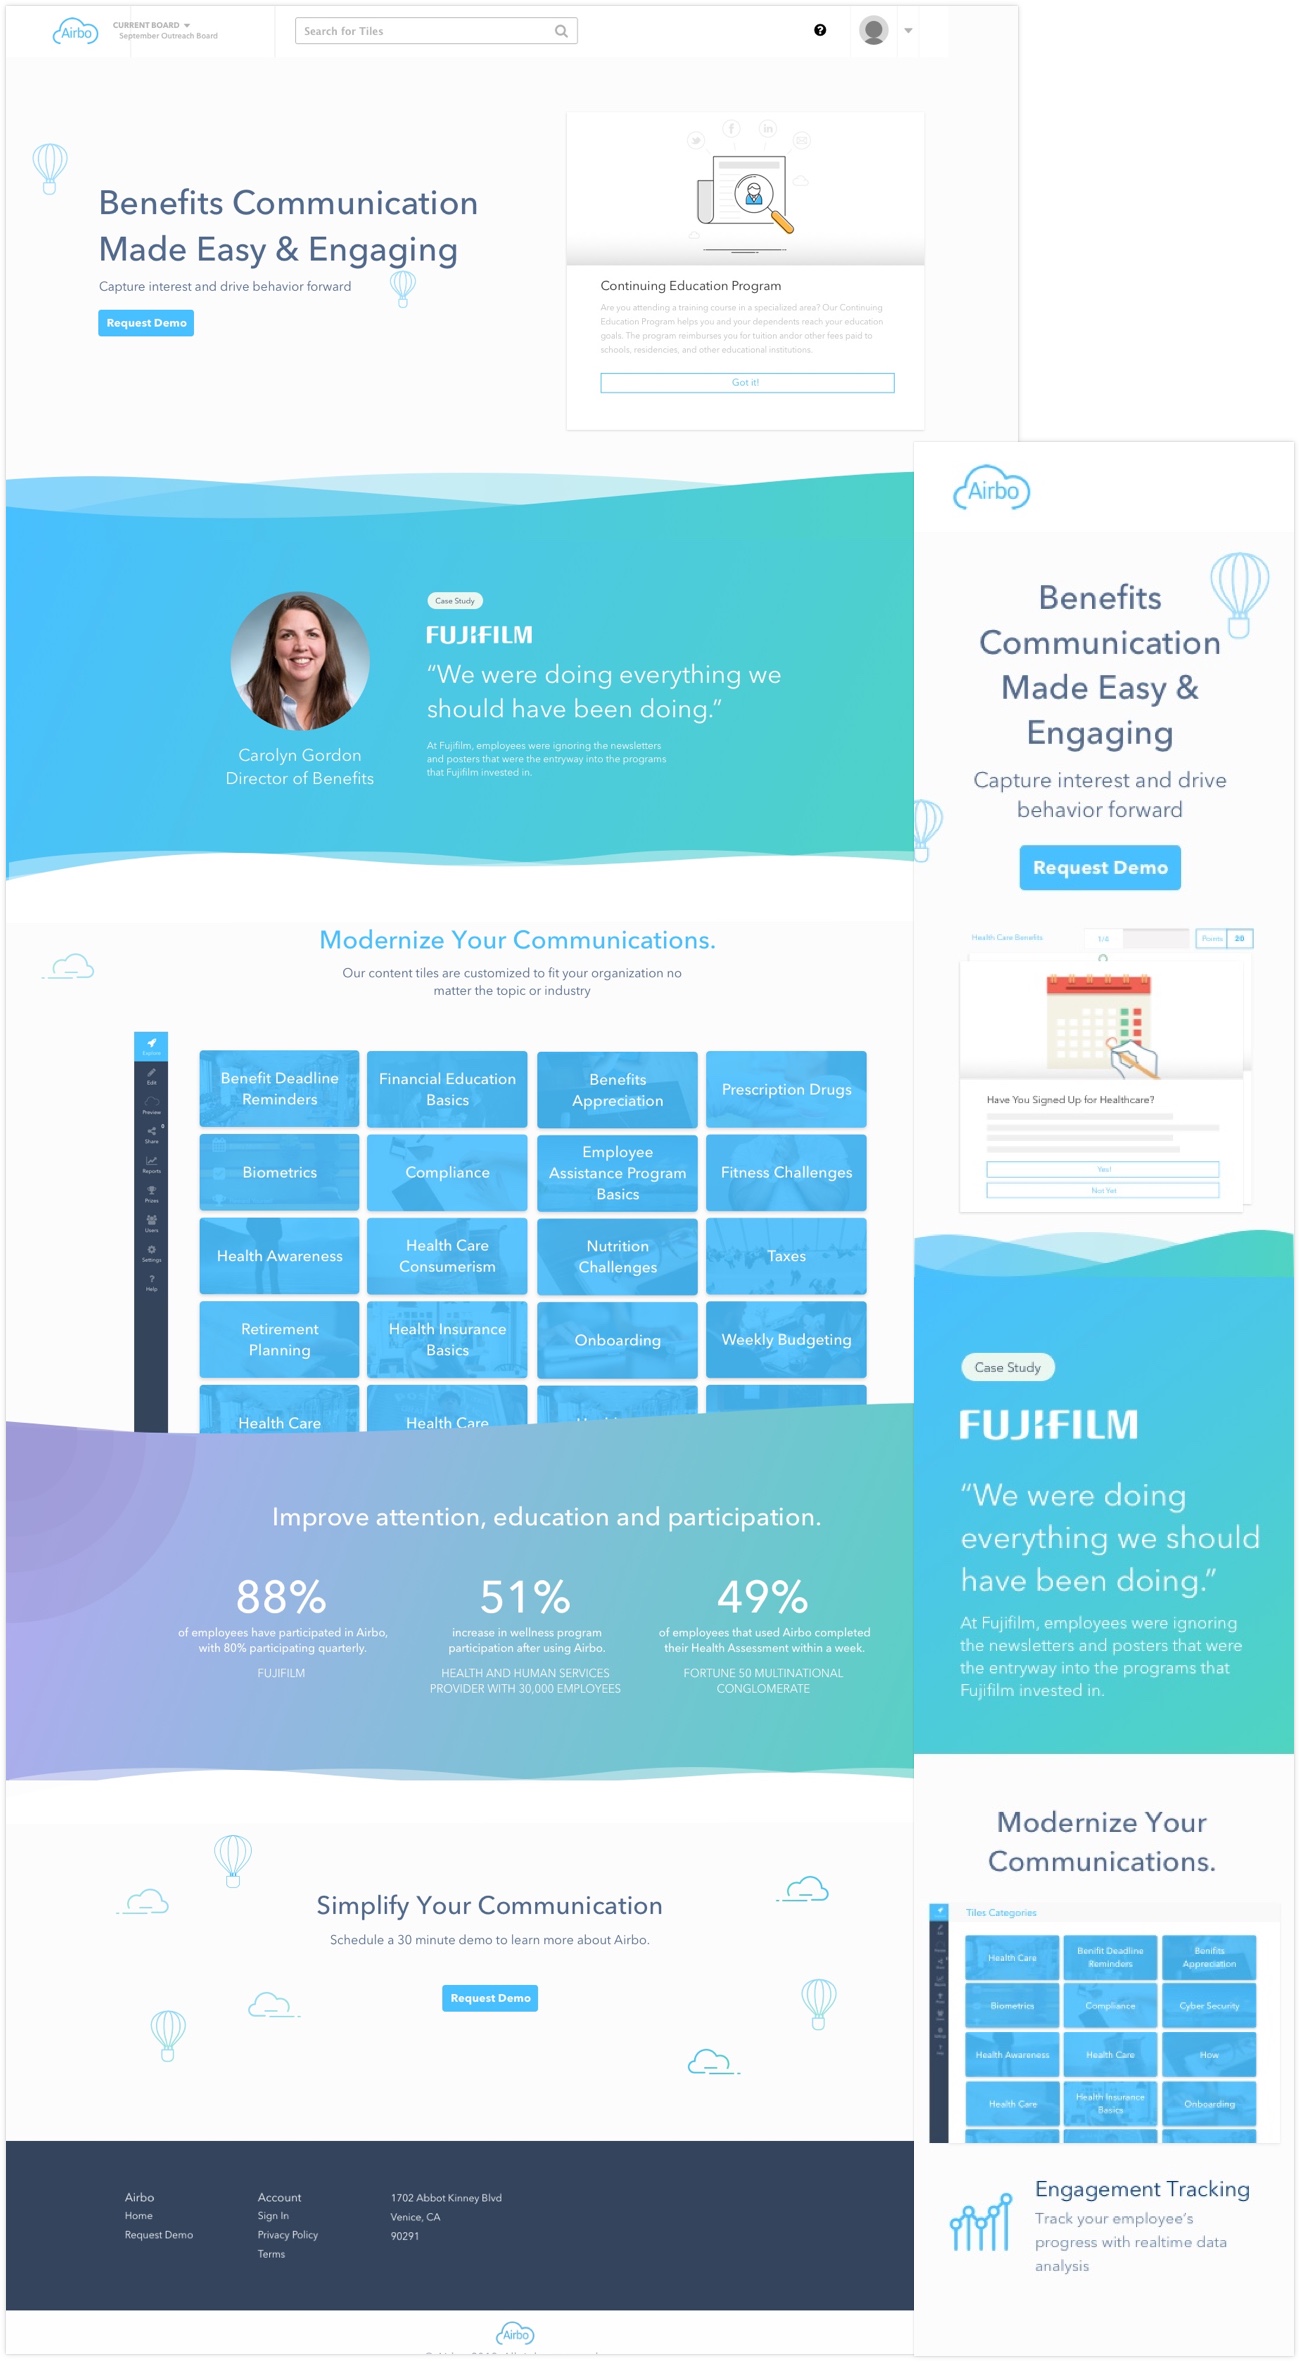 Airbo
CURRENT BOARD
September Outreach Board
Search for Tiles
?
Benefits Communication
Made Easy & Engaging
Capture interest and drive behavior forward
Request Demo
Continuing Education Program
Are you attending a training course in a specialized area? Our Continuing
Education Program helps you and your dependents reach your education
goals. The program reimburses you for tuition andor other fees paid to
schools, residencies, and other educational institutions.
Got it!
Case Study
FUJIFILM
“We were doing everything we
should have been doing.”
At Fujifilm, employees were ignoring the newsletters
and posters that were the entryway into the programs
that Fujifilm invested in.
Carolyn Gordon
Director of Benefits
Modernize Your Communications.
Our content tiles are customized to fit your organization no
matter the topic or industry
Explore
Edit
Preview
Share
0
Reports
Prizes
Users
Settings
Help
Benefit Deadline
Reminders
Financial Education
Basics
Benefits
Appreciation
Prescription Drugs
Biometrics
Compliance
Employee
Assistance Program
Basics
Fitness Challenges
Health Awareness
Health Care
Consumerism
Nutrition
Challenges
Taxes
Retirement
Planning
Health Insurance
Basics
Onboarding
Weekly Budgeting
Health Care
Health Care
Improve attention, education and participation.
88%
of employees have participated in Airbo,
with 80% participating quarterly.
FUJIFILM
51%
increase in wellness program
participation after using Airbo.
HEALTH AND HUMAN SERVICES
PROVIDER WITH 30,000 EMPLOYEES
49%
of employees that used Airbo completed
their Health Assessment within a week.
FORTUNE 50 MULTINATIONAL
CONGLOMERATE
Simplify Your Communication
Schedule a 30 minute demo to learn more about Airbo.
Request Demo
Airbo
Home
Request Demo
Account
Sign In
Privacy Policy
Terms
1702 Abbot Kinney Blvd
Venice, CA
90291
Airbo
Airbo
Benefits
Communication
Made Easy &
Engaging
Capture interest and drive
behavior forward
Request Demo
Health Care Benefits
1/4
Points
20
Have You Signed Up for Healthcare?
Yes!
Not Yet
Case Study
FUJIFILM
“We were doing
everything we should
have been doing.”
At Fujifilm, employees were ignoring
the newsletters and posters that were
the entryway into the programs that
Fujifilm invested in.
Modernize Your
Communications.
Tiles Categories
Health Care
Benifit Deadline
Reminders
Benifits
Appreciation
Biometrics
Compliance
Cyber Security
Health Awareness
Health Care
How
Health Care
Health Insurance
Basics
Onboarding
Engagement Tracking
Track your employee’s
progress with realtime data
analysis